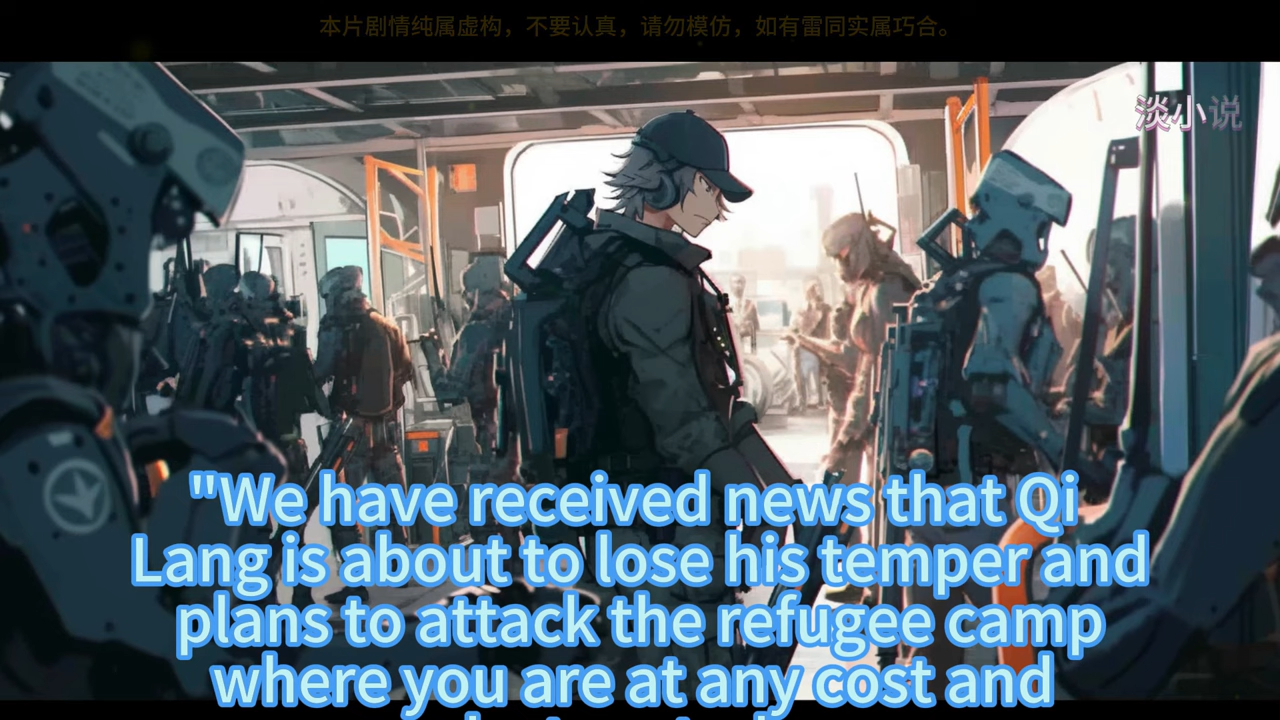 本片剧情纯属虚构，不要认真，请勿模仿，如有雷同实属巧合。
淡小说
"We have received news that Qi
Lang is about to lose his temper and
plans to attack the refugee camp
where you are at any cost and